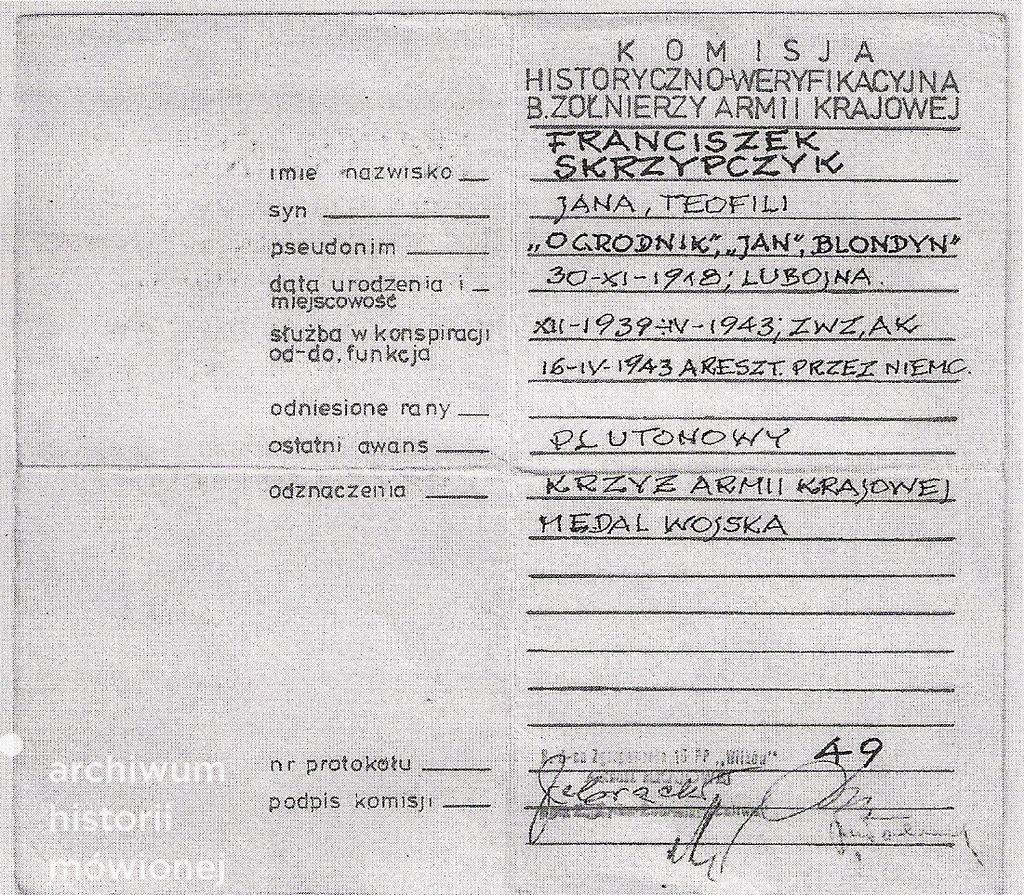 K O M I S J A
HISTORYCZNO-WERYFIKACYJNA
B.ŻOŁNIERZY ARMII KRAJOWEJ
imie nazwisko FRANCISZEK SKRZYPCZYK
syn JANA, TEOFILI
pseudonim „OGRODNIK”, „JAN”, BLONDYN”
data urodzenia i 30-XI-1918; LUBOJNA.
miejscowość
służba w konspiracji XII-1939÷IV-1943; ZWZ, AK
od-do, funkcja 16-IV-1943 ARESZT. PRZEZ NIEMC.
odniesione rany
ostatni awans PLUTONOWY
odznaczenia KRZYŻ ARMII KRAJOWEJ
MEDAL WOJSKA
nr protokołu 49
podpis komisji
archiwum
historii
mówionej